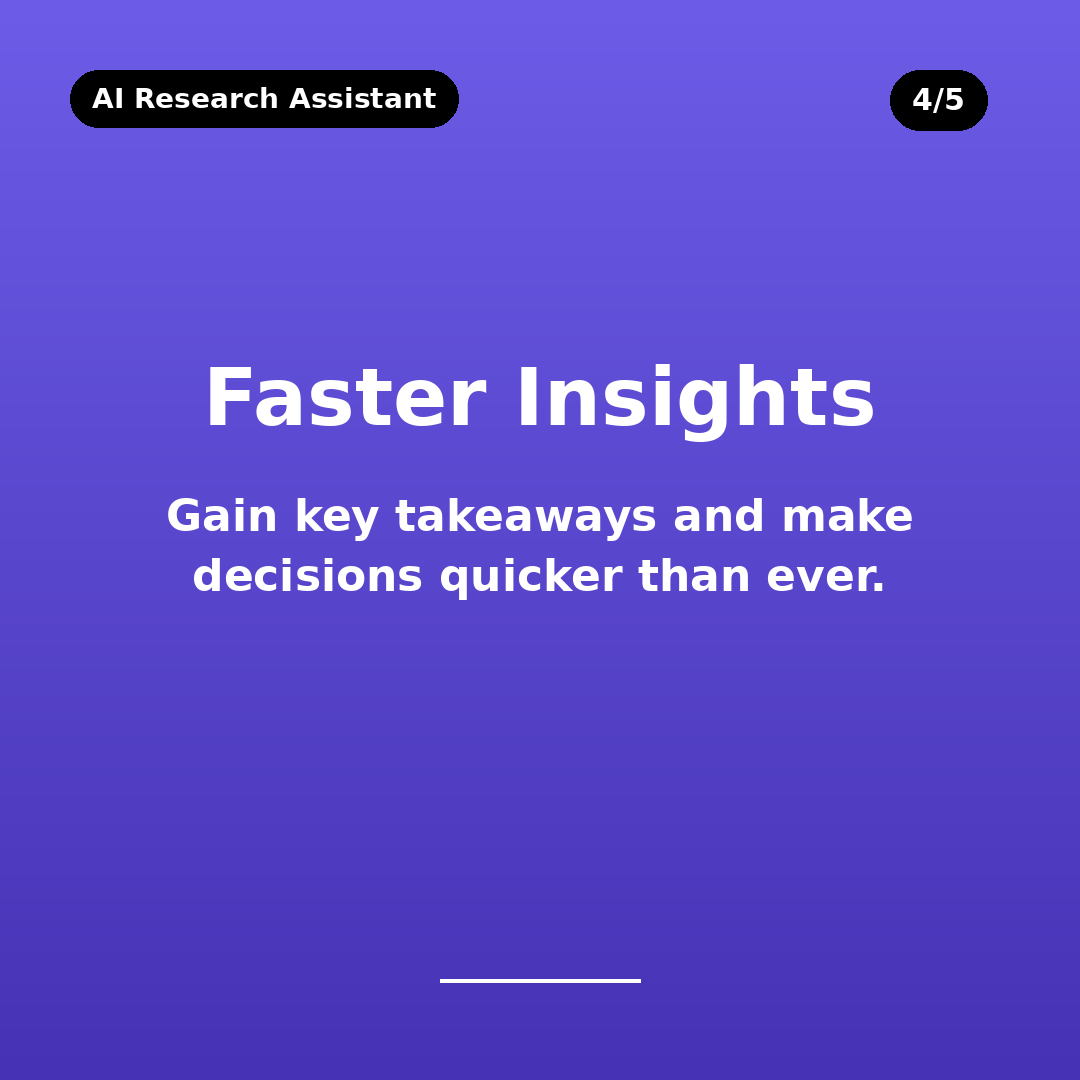 AI Research Assistant
4/5
Faster Insights
Gain key takeaways and make
decisions quicker than ever.